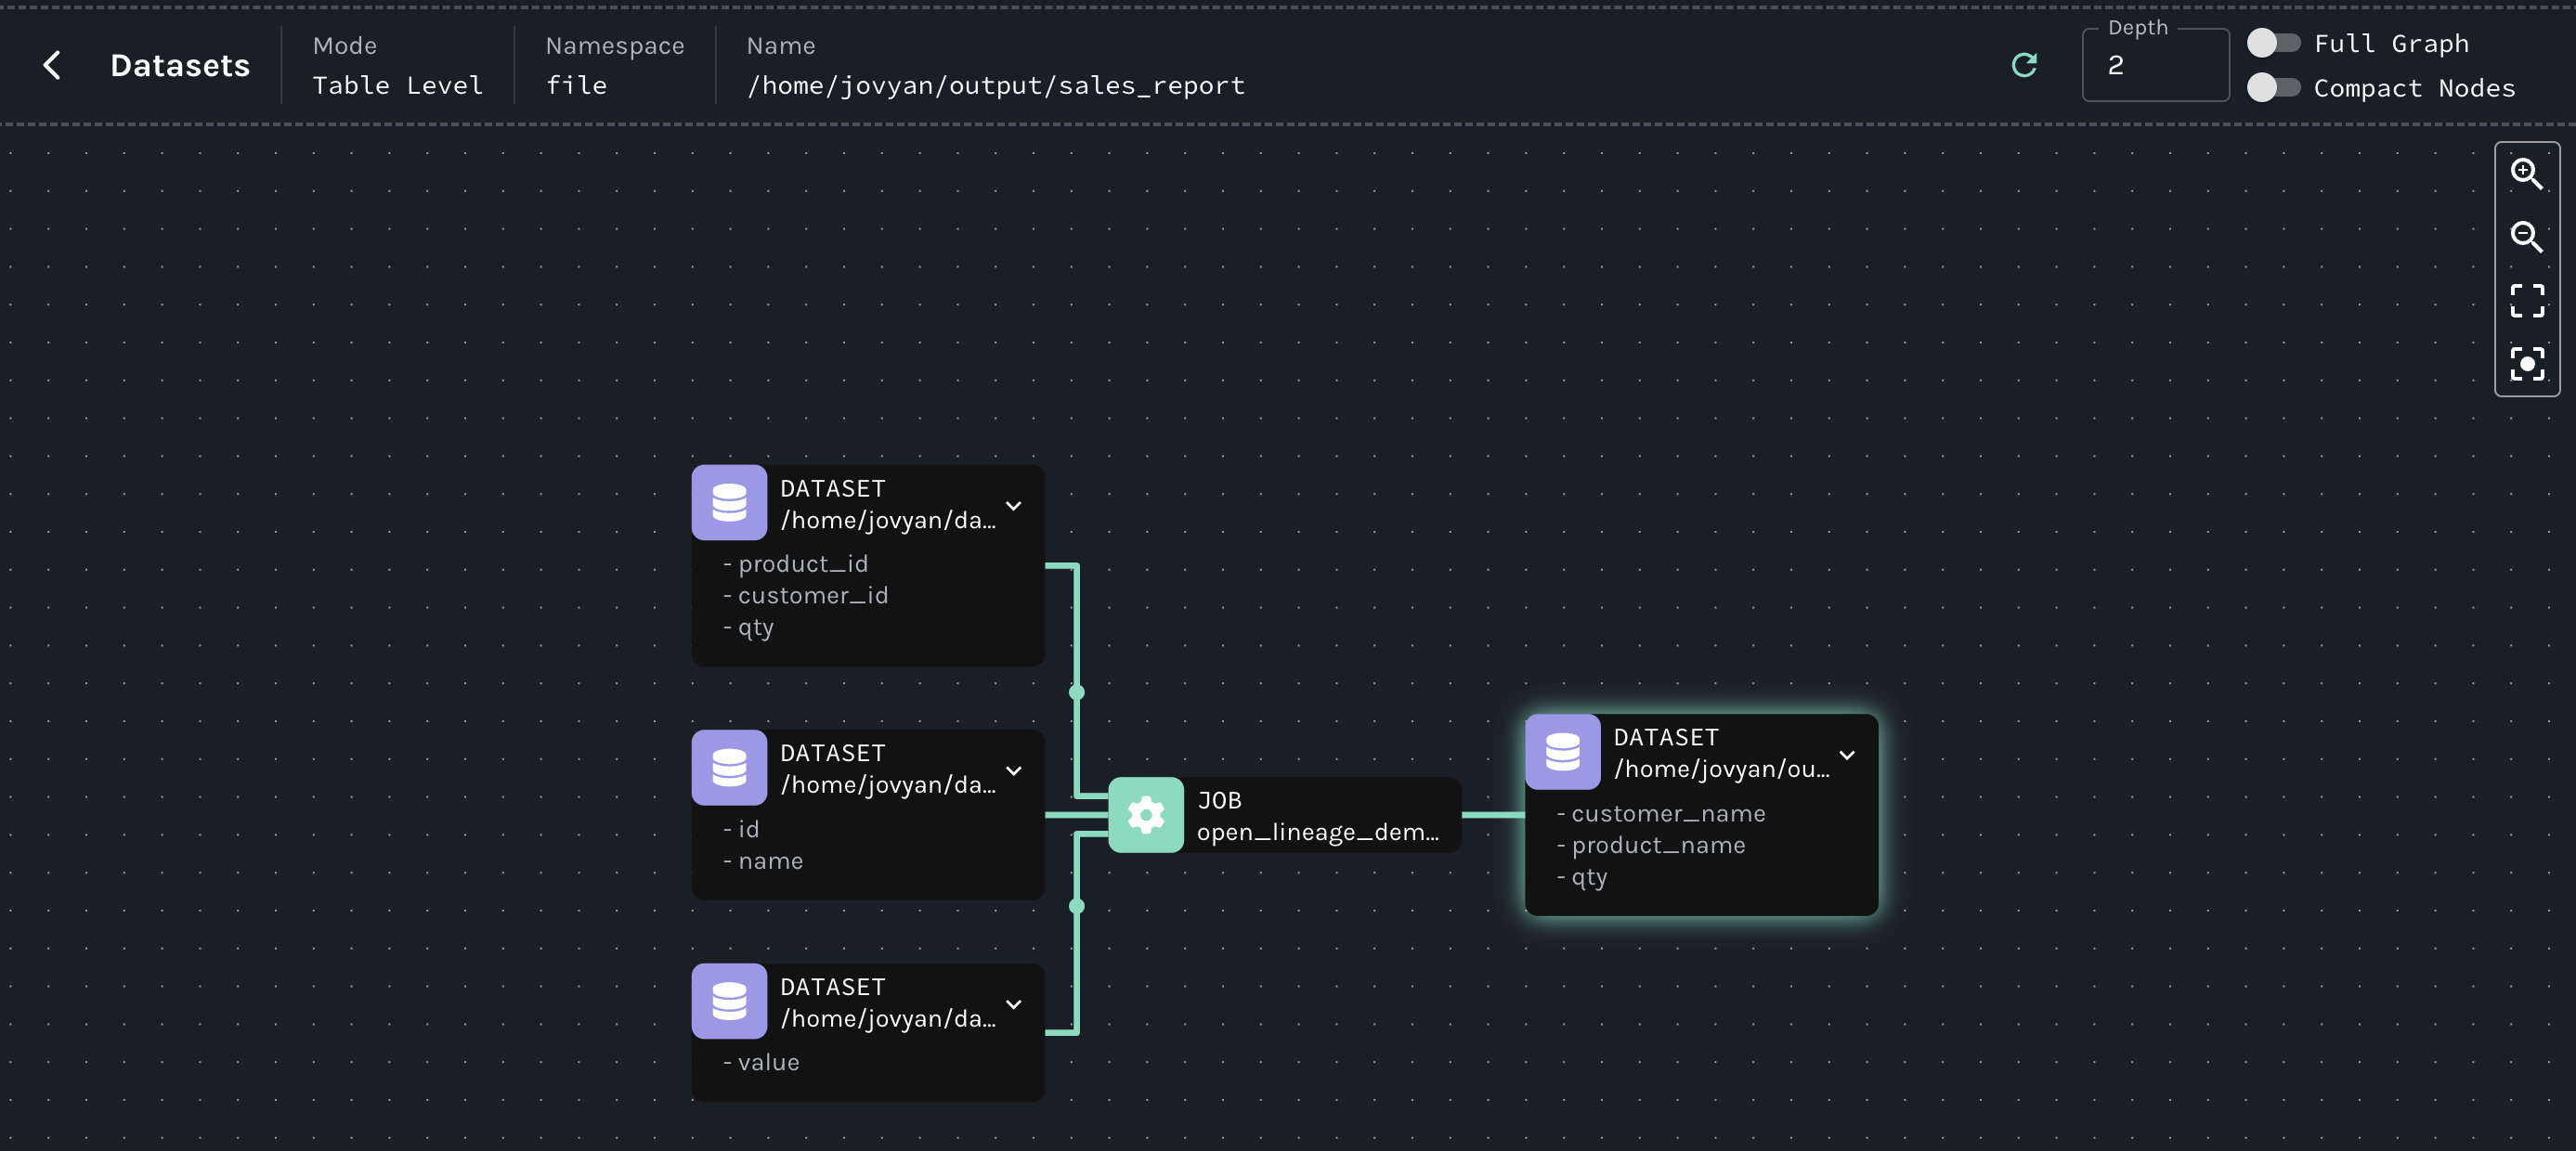 Datasets
Mode
Table Level
Namespace
file
Name
/home/jovyan/output/sales_report
Depth
2
Full Graph
Compact Nodes
DATASET
/home/jovyan/da...
- product_id
- customer_id
- qty
DATASET
/home/jovyan/da...
- id
- name
DATASET
/home/jovyan/da...
- value
JOB
open_lineage_dem...
DATASET
/home/jovyan/ou...
- customer_name
- product_name
- qty